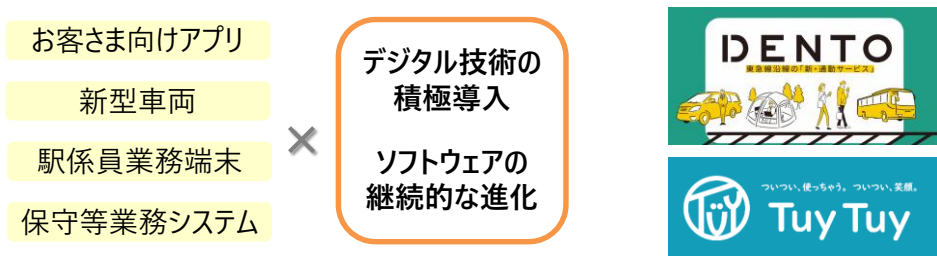 お客さま向けアプリ
新型車両
駅係員業務端末
保守等業務システム
×
デジタル技術の
積極導入
ソフトウェアの
継続的な進化
DENTO
東急線沿線の「新・通勤サービス」
ついつい、使っちゃう。ついつい、笑顔。
TUY
Tuy Tuy